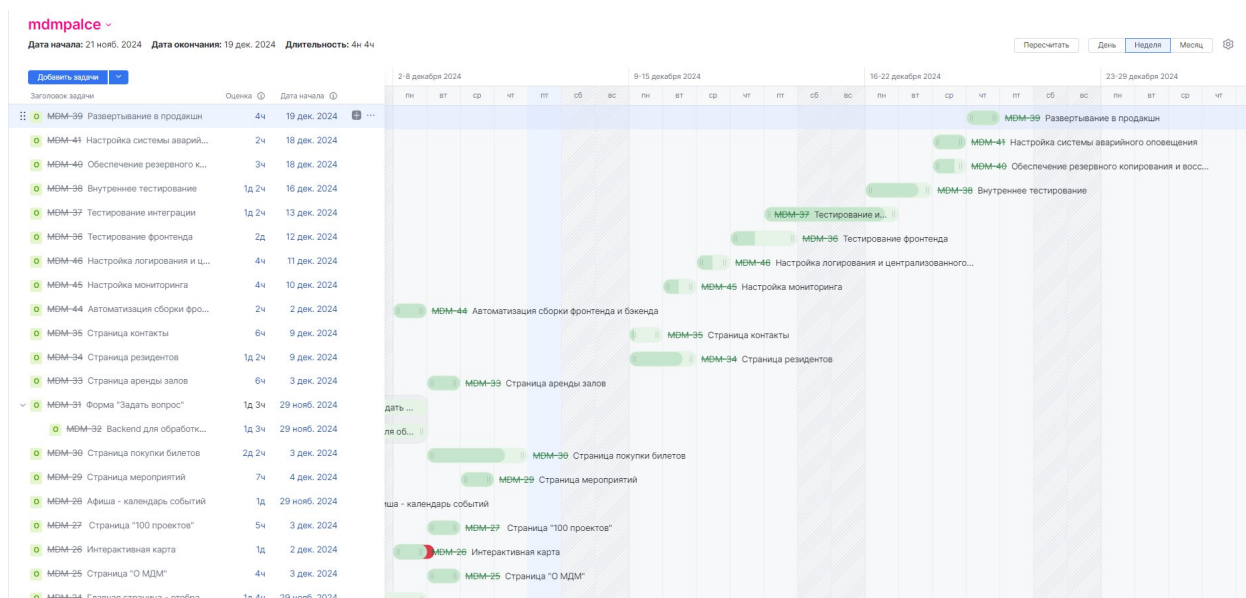 mdmpalce
Дата начала: 21 нояб. 2024 Дата окончания: 19 дек. 2024 Длительность: 4н 4ч
Пересчитать День Неделя Месяц
Добавить задачи 2-8 декабря 2024 9-15 декабря 2024 16-22 декабря 2024 23-29 декабря 2024
Заголовок задачи Оценка Дата начала пн вт ср чт пт сб вс пн вт ср чт пт сб вс пн вт ср чт пт сб вс пн вт ср чт
О MDM-39 Развертывание в продакшн 4ч 19 дек. 2024 MDM-39 Развертывание в продакшн
О MDM-41 Настройка системы аварий... 2ч 18 дек. 2024 MDM-41 Настройка системы аварийного оповещения
О MDM-40 Обеспечение резервного к... 3ч 18 дек. 2024 MDM-40 Обеспечение резервного копирования и восс...
О MDM-38 Внутреннее тестирование 1д 2ч 16 дек. 2024 MDM-38 Внутреннее тестирование
О MDM-37 Тестирование интеграции 1д 2ч 13 дек. 2024 MDM-37 Тестирование и...
О MDM-36 Тестирование фронтенда 2д 12 дек. 2024 MDM-36 Тестирование фронтенда
О MDM-46 Настройка логирования и ц... 4ч 11 дек. 2024 MDM-46 Настройка логирования и централизованного...
О MDM-45 Настройка мониторинга 4ч 10 дек. 2024 MDM-45 Настройка мониторинга
О MDM-44 Автоматизация сборки фро... 2ч 2 дек. 2024 MDM-44 Автоматизация сборки фронтенда и бэкенда
О MDM-35 Страница контакты 6ч 9 дек. 2024 MDM-35 Страница контакты
О MDM-34 Страница резидентов 1д 2ч 9 дек. 2024 MDM-34 Страница резидентов
О MDM-33 Страница аренды залов 6ч 3 дек. 2024 MDM-33 Страница аренды залов
О MDM-31 Форма "Задать вопрос" 1д 3ч 29 нояб. 2024 дать ...
О MDM-32 Backend для обработк... 1д 3ч 29 нояб. 2024 ля об...
О MDM-30 Страница покупки билетов 2д 2ч 3 дек. 2024 MDM-30 Страница покупки билетов
О MDM-29 Страница мероприятий 7ч 4 дек. 2024 MDM-29 Страница мероприятий
О MDM-28 Афиша - календарь событий 1д 29 нояб. 2024 иша - календарь событий
О MDM-27 Страница "100 проектов" 5ч 3 дек. 2024 MDM-27 Страница "100 проектов"
О MDM-26 Интерактивная карта 1д 2 дек. 2024 MDM-26 Интерактивная карта
О MDM-25 Страница "О МДМ" 4ч 3 дек. 2024 MDM-25 Страница "О МДМ"
О MDM-24 Главная страница - отобра... 1д 4ч 29 нояб. 2024